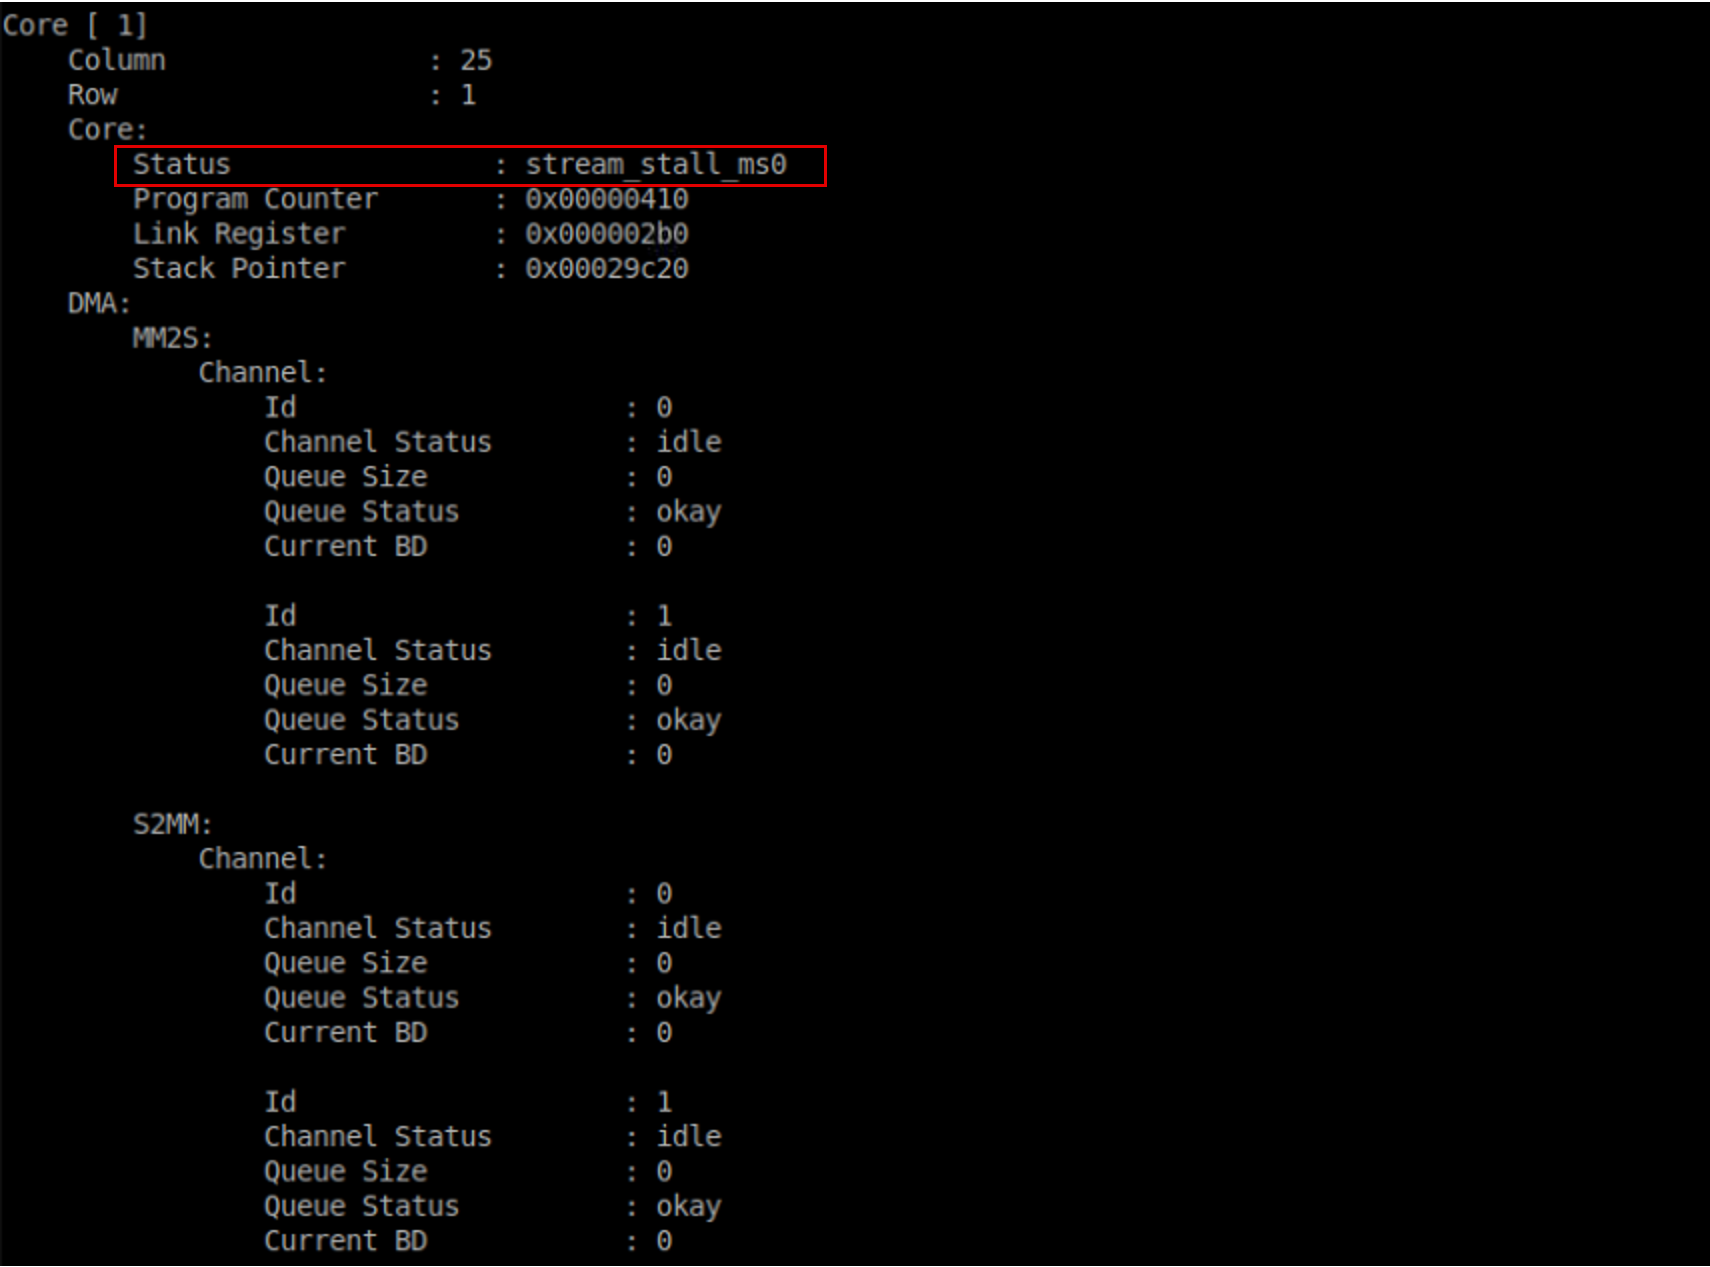 Core [ 1]
Column : 25
Row : 1
Core:
Status : stream_stall_ms0
Program Counter : 0x00000410
Link Register : 0x000002b0
Stack Pointer : 0x00029c20
DMA:
MM2S:
Channel:
Id : 0
Channel Status : idle
Queue Size : 0
Queue Status : okay
Current BD : 0
Id : 1
Channel Status : idle
Queue Size : 0
Queue Status : okay
Current BD : 0
S2MM:
Channel:
Id : 0
Channel Status : idle
Queue Size : 0
Queue Status : okay
Current BD : 0
Id : 1
Channel Status : idle
Queue Size : 0
Queue Status : okay
Current BD : 0